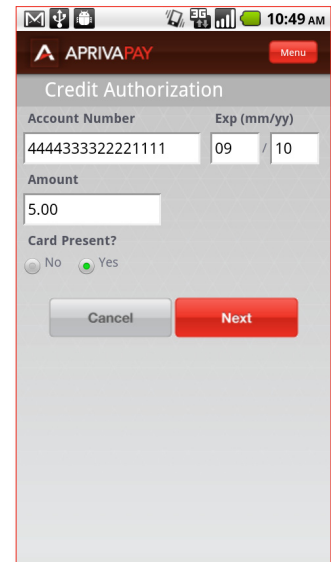 3G 10:49 AM
APRIVAPAY Menu
Credit Authorization
Account Number Exp (mm/yy)
4444333322221111 09 / 10
Amount
5.00
Card Present?
No Yes
Cancel Next